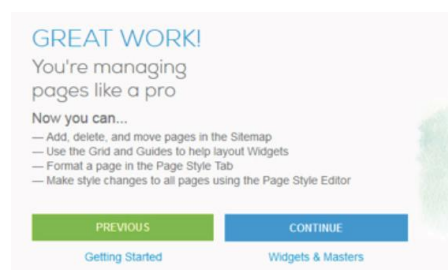 GREAT WORK!
You're managing
pages like a pro
Now you can...
— Add, delete, and move pages in the Sitemap
— Use the Grid and Guides to help layout Widgets
— Format a page in the Page Style Tab
— Make style changes to all pages using the Page Style Editor
PREVIOUS CONTINUE
Getting Started Widgets & Masters